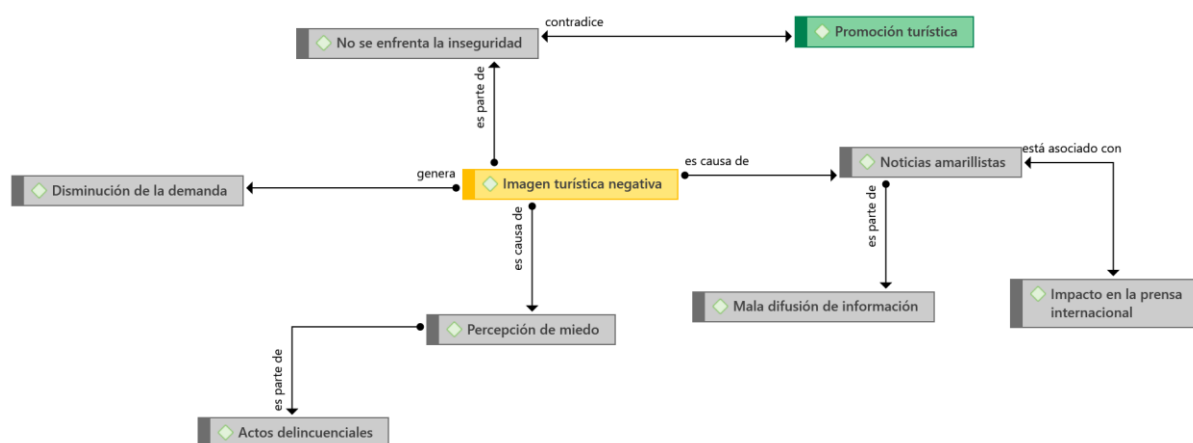 contradice
No se enfrenta la inseguridad
Promoción turística
es parte de
es causa de
Noticias amarillistas
está asociado con
genera
Disminución de la demanda
Imagen turística negativa
es causa de
es parte de
Mala difusión de información
Impacto en la prensa
internacional
Percepción de miedo
es parte de
Actos delincuenciales